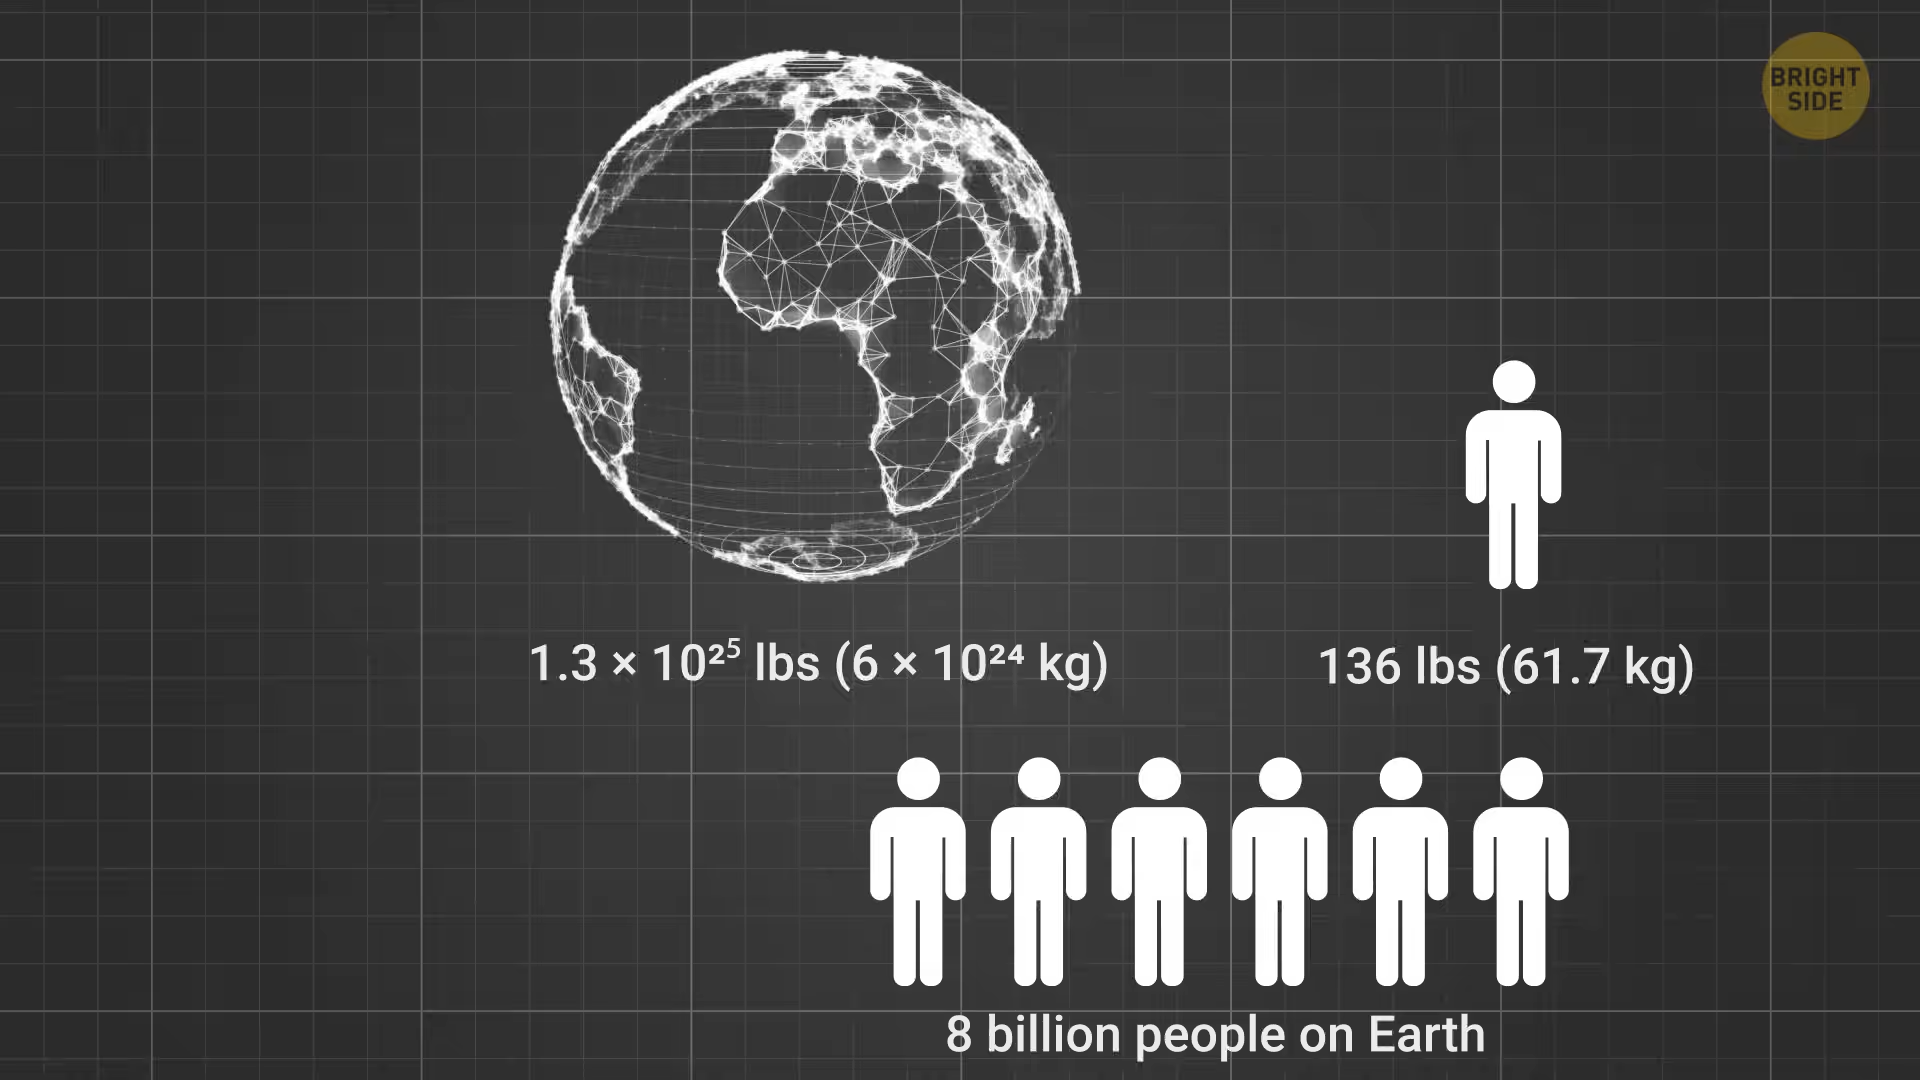 BRIGHT
SIDE
1.3 × 10²⁵ lbs (6 × 10²⁴ kg)
136 lbs (61.7 kg)
8 billion people on Earth